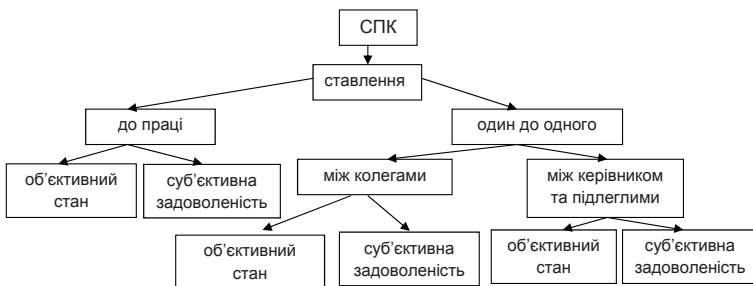 СПК
ставлення
до праці
один до одного
об’єктивний
стан
суб’єктивна
задоволеність
між колегами
між керівником
та підлеглими
об’єктивний
стан
суб’єктивна
задоволеність
об’єктивний
стан
суб’єктивна
задоволеність